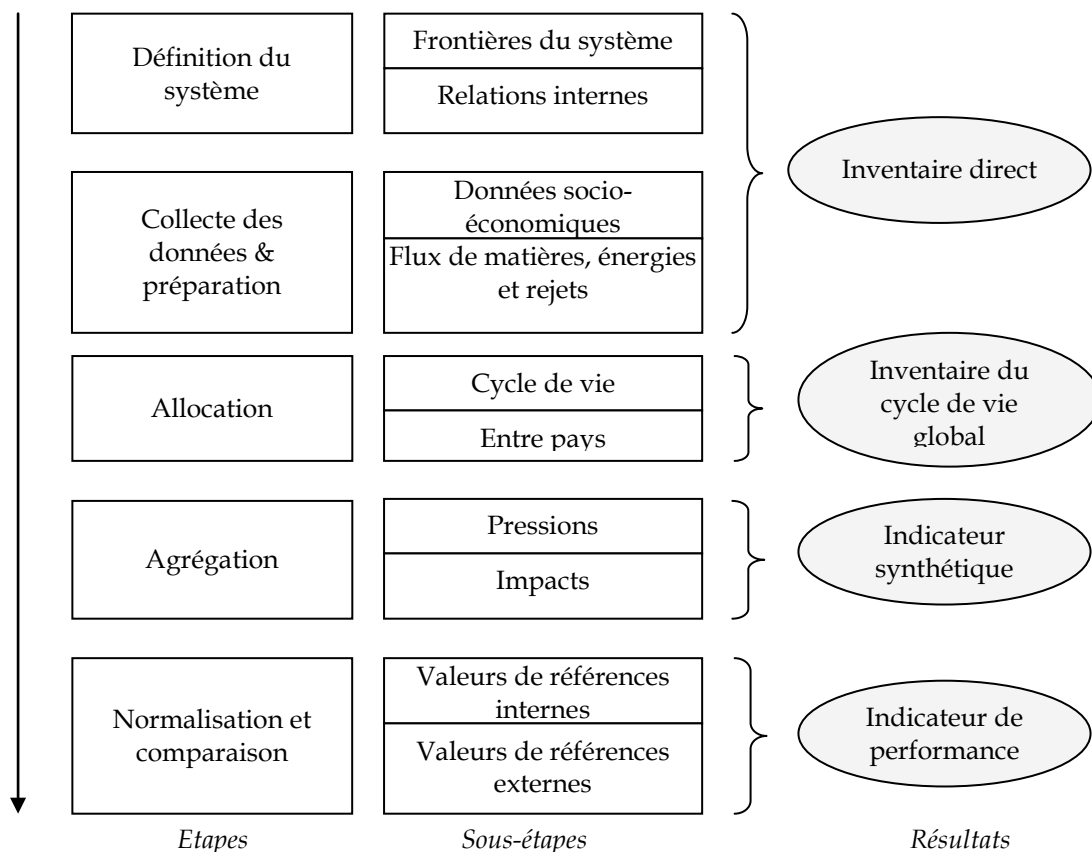 Définition du
système
Frontières du système
Relations internes
Inventaire direct
Collecte des
données &
préparation
Données socio-
économiques
Flux de matières, énergies
et rejets
Allocation
Cycle de vie
Entre pays
Inventaire du
cycle de vie
global
Agrégation
Pressions
Impacts
Indicateur
synthétique
Normalisation et
comparaison
Valeurs de références
internes
Valeurs de références
externes
Indicateur de
performance
Etapes
Sous-étapes
Résultats